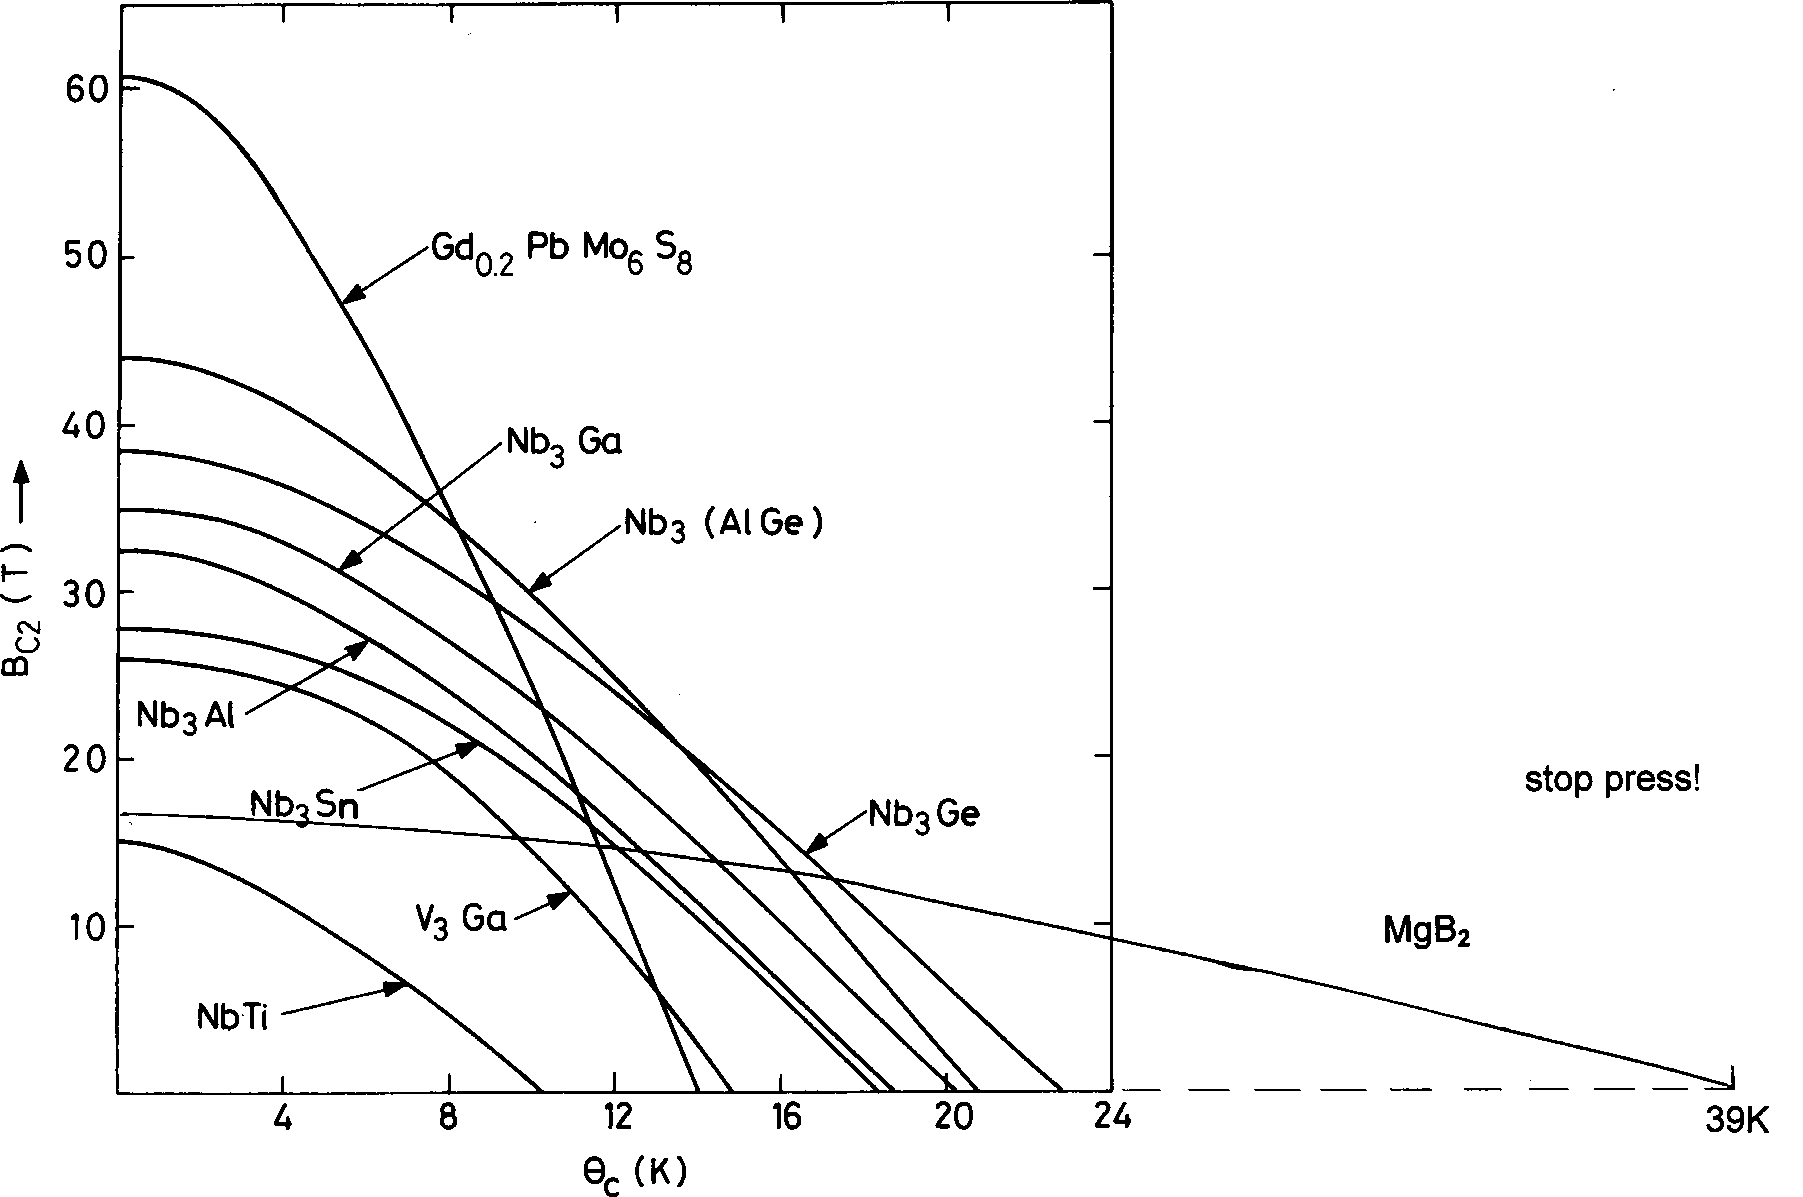 60
Gd0.2 Pb Mo6 S8
50
40
Nb3 Ga
Nb3 (Al Ge)
30
BC2 (T)
Nb3 Al
20
stop press!
Nb3 Sn
Nb3 Ge
10
V3 Ga
MgB2
NbTi
4 8 12 16 20 24 39K
θc (K)